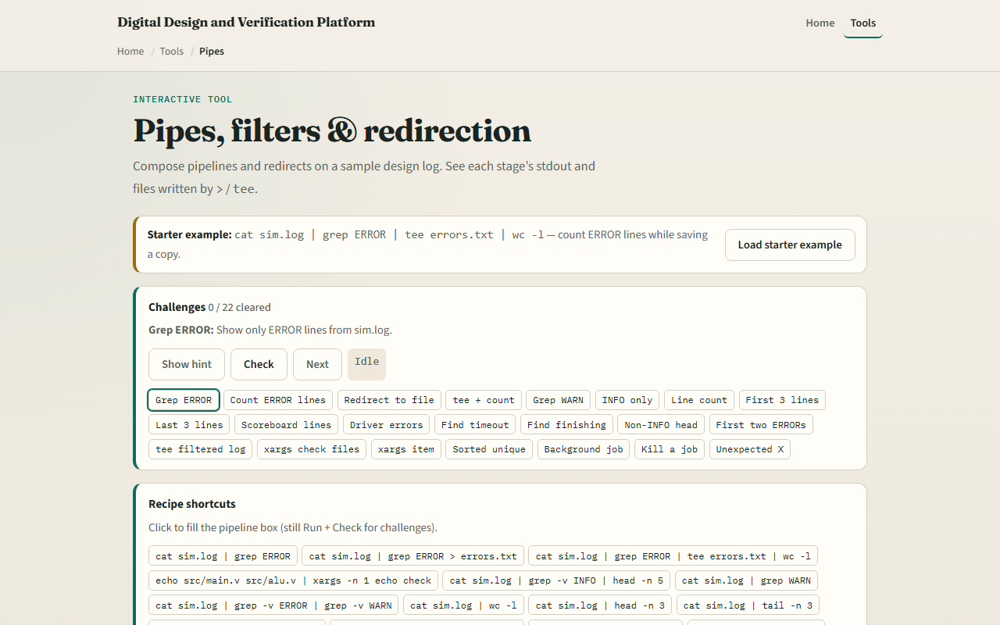 Digital Design and Verification Platform
Home Tools
Home / Tools / Pipes
INTERACTIVE TOOL
Pipes, filters & redirection
Compose pipelines and redirects on a sample design log. See each stage’s stdout and
files written by > / tee.
Starter example: cat sim.log | grep ERROR | tee errors.txt | wc -l — count ERROR lines while saving
a copy.
Load starter example
Challenges 0 / 22 cleared
Grep ERROR: Show only ERROR lines from sim.log.
Show hint Check Next Idle
Grep ERROR Count ERROR lines Redirect to file tee + count Grep WARN INFO only Line count First 3 lines
Last 3 lines Scoreboard lines Driver errors Find timeout Find finishing Non-INFO head First two ERRORs
tee filtered log xargs check files xargs item Sorted unique Background job Kill a job Unexpected X
Recipe shortcuts
Click to fill the pipeline box (still Run + Check for challenges).
cat sim.log | grep ERROR cat sim.log | grep ERROR > errors.txt cat sim.log | grep ERROR | tee errors.txt | wc -l
echo src/main.v src/alu.v | xargs -n 1 echo check cat sim.log | grep -v INFO | head -n 5 cat sim.log | grep WARN
cat sim.log | grep -v ERROR | grep -v WARN cat sim.log | wc -l cat sim.log | head -n 3 cat sim.log | tail -n 3